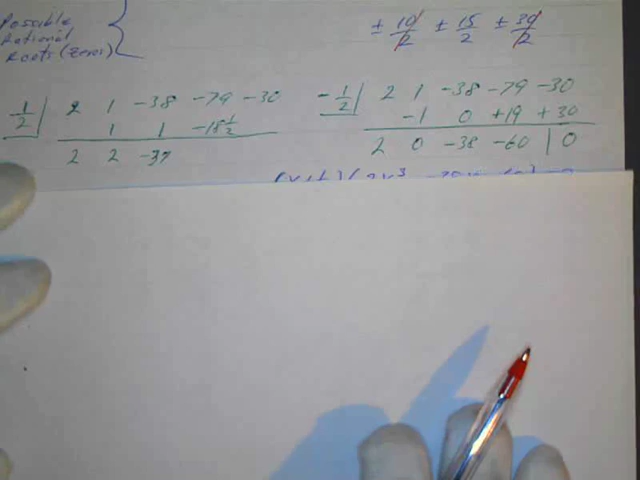 Possible
Rational
Roots (Zeros)
± 10/2 ± 15/2 ± 30/2
1/2 | 2 1 -38 -79 -30
1 1 -18 1/2
2 2 -37
-1/2 | 2 1 -38 -79 -30
-1 0 +19 +30
2 0 -38 -60 | 0